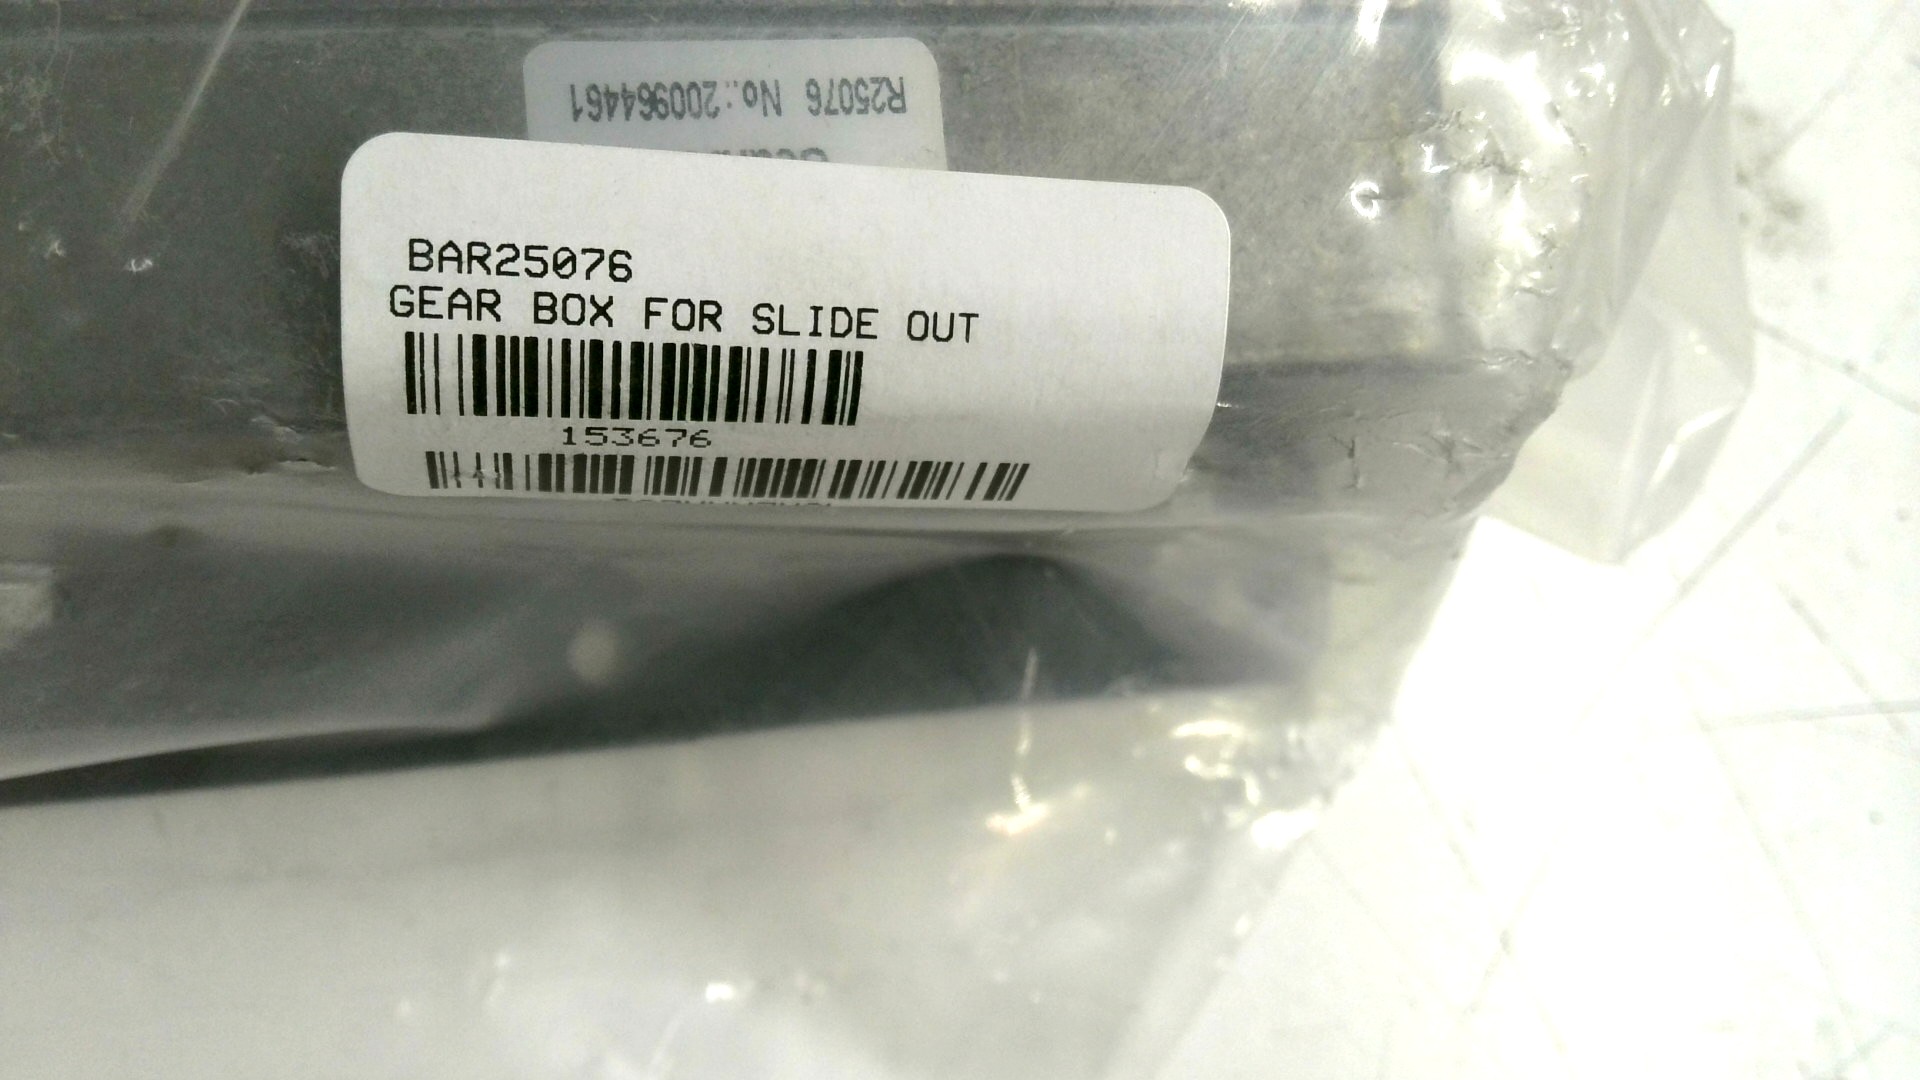 R25076 No.:200964461
BAR25076
GEAR BOX FOR SLIDE OUT
153676